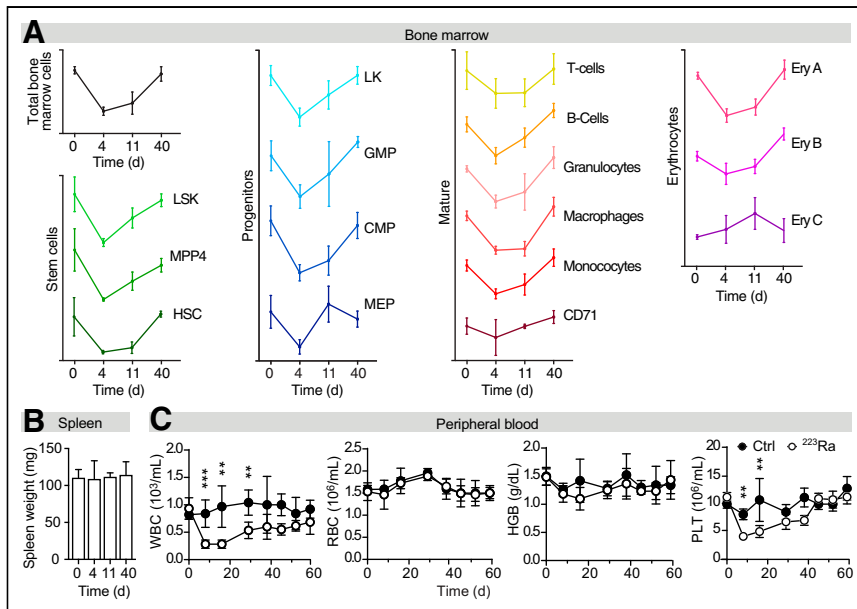 A
Bone marrow
Total bone
marrow cells
0 4 11 40
Time (d)
Stem cells
LSK
MPP4
HSC
0 4 11 40
Time (d)
Progenitors
LK
GMP
CMP
MEP
0 4 11 40
Time (d)
Mature
T-cells
B-Cells
Granulocytes
Macrophages
Monococytes
CD71
0 4 11 40
Time (d)
Erythrocytes
Ery A
Ery B
Ery C
0 4 11 40
Time (d)
B
Spleen
Spleen weight (mg)
150
100
50
0
0 4 11 40
Time (d)
C
Peripheral blood
WBC (10³/mL)
2.0
1.5
1.0
0.5
0.0
*** ** **
0 20 40 60
RBC (10⁶/mL)
2.0
1.5
1.0
0.5
0.0
0 20 40 60
HGB (g/dL)
2.0
1.5
1.0
0.5
0.0
0 20 40 60
Ctrl ²²³Ra
PLT (10⁶/mL)
20
15
10
5
0
** **
0 20 40 60
Time (d)